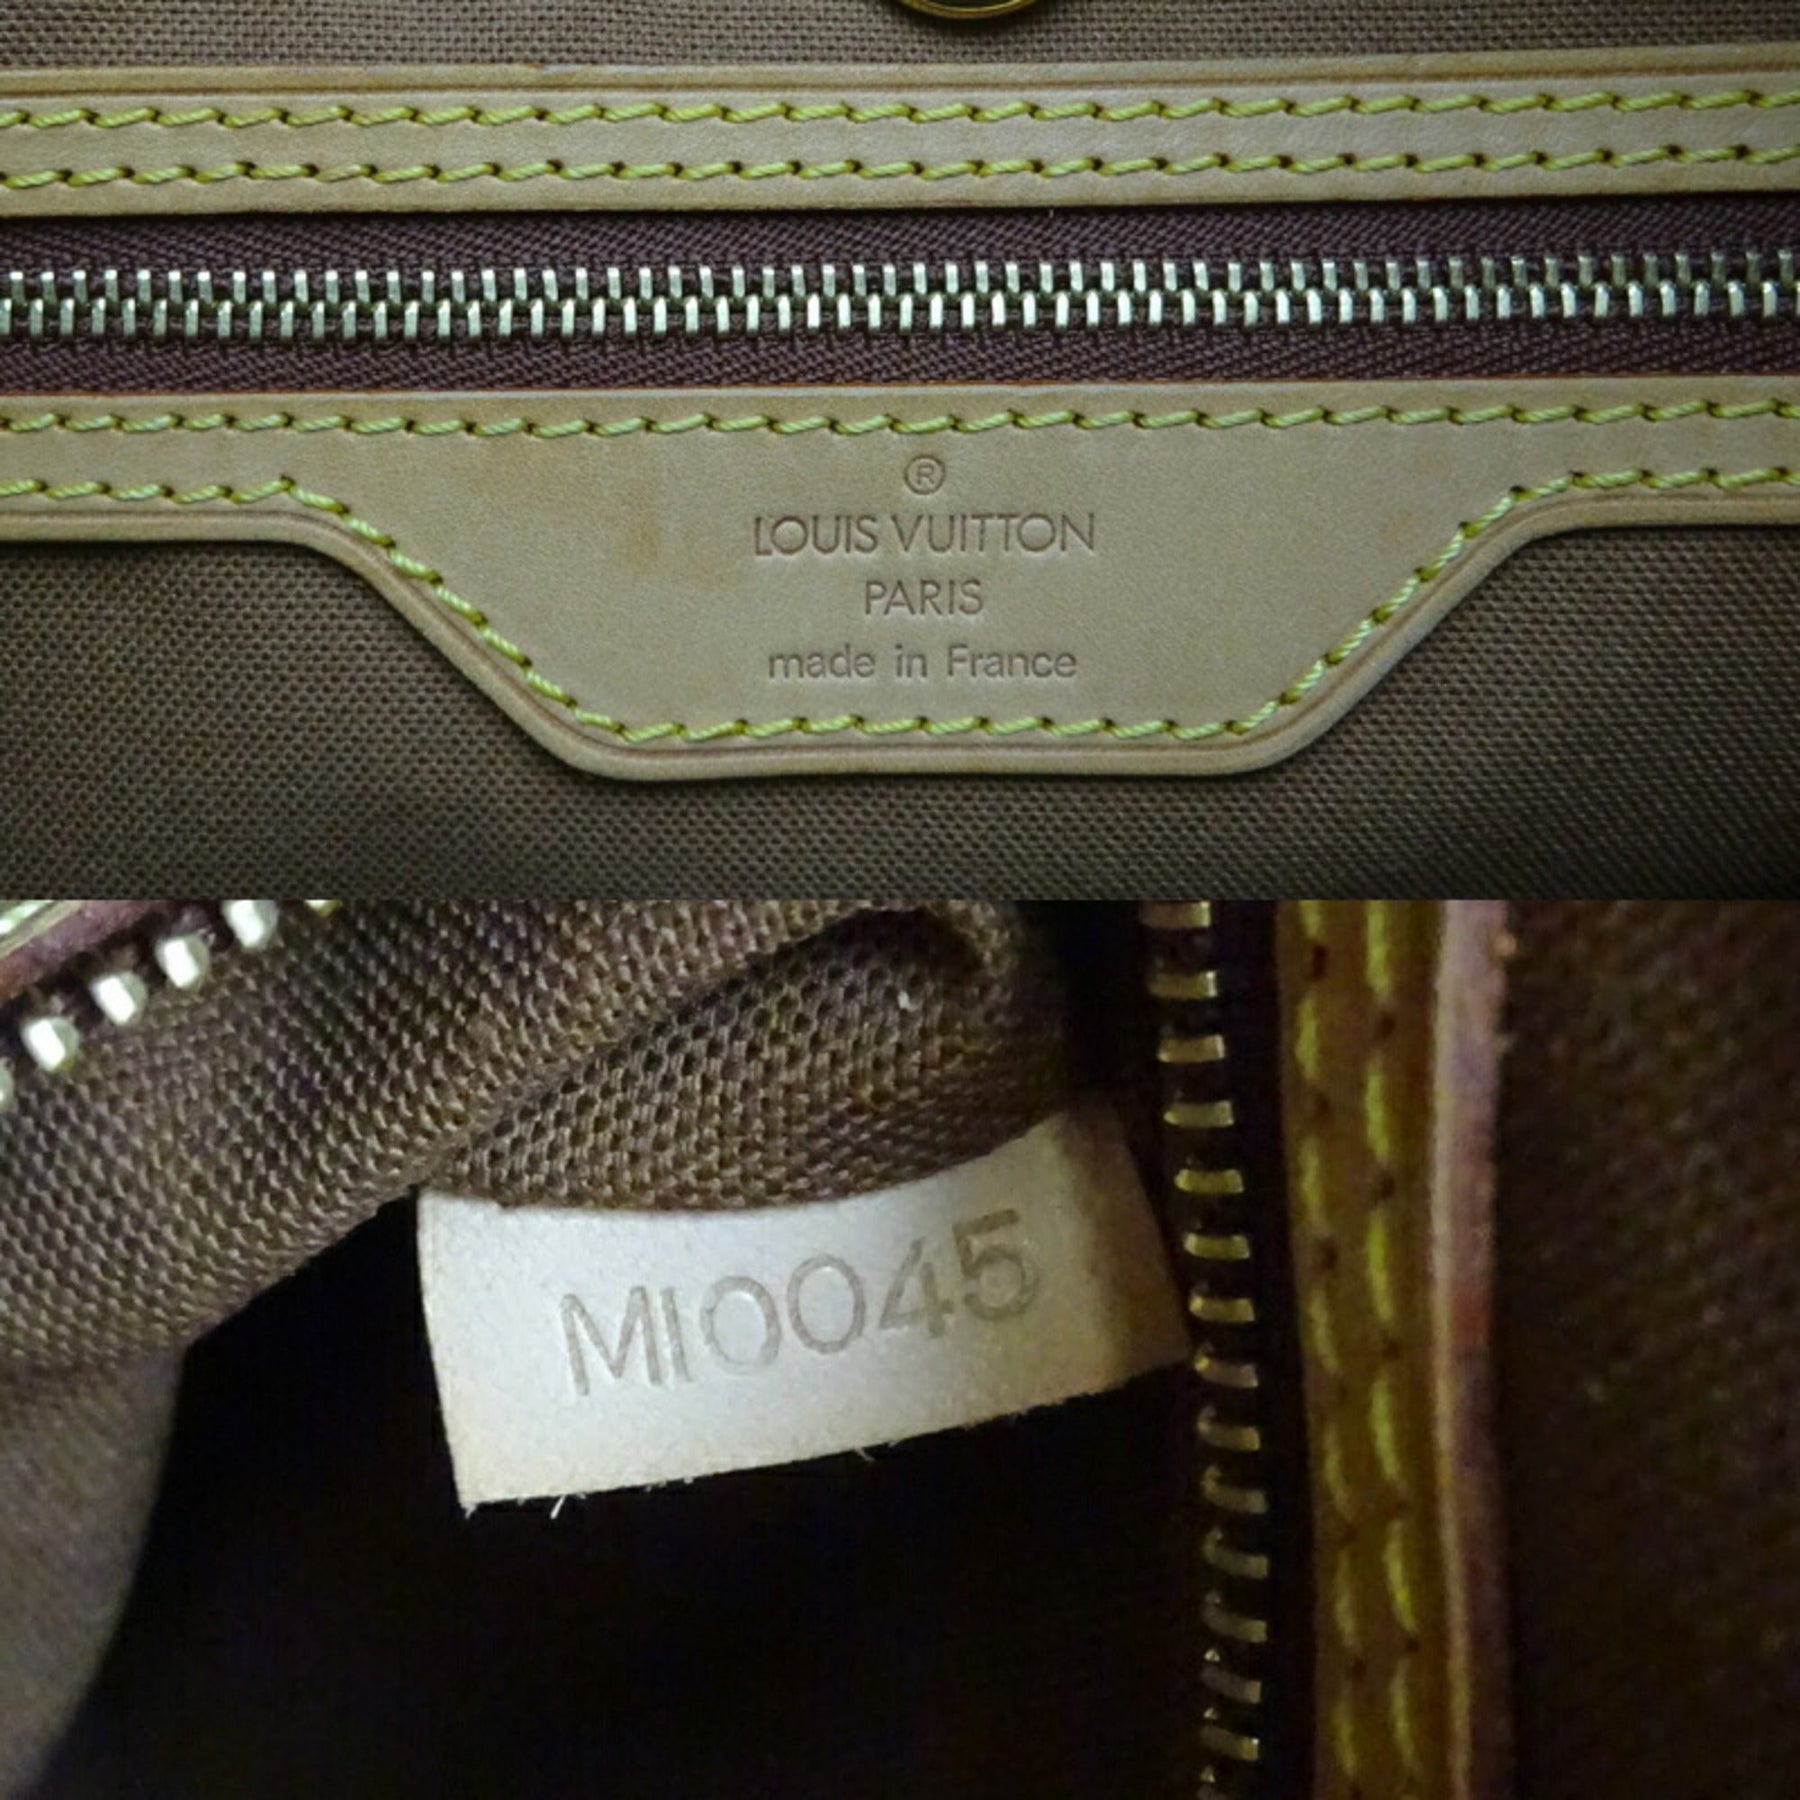 ®
LOUIS VUITTON
PARIS
made in France
MI0045